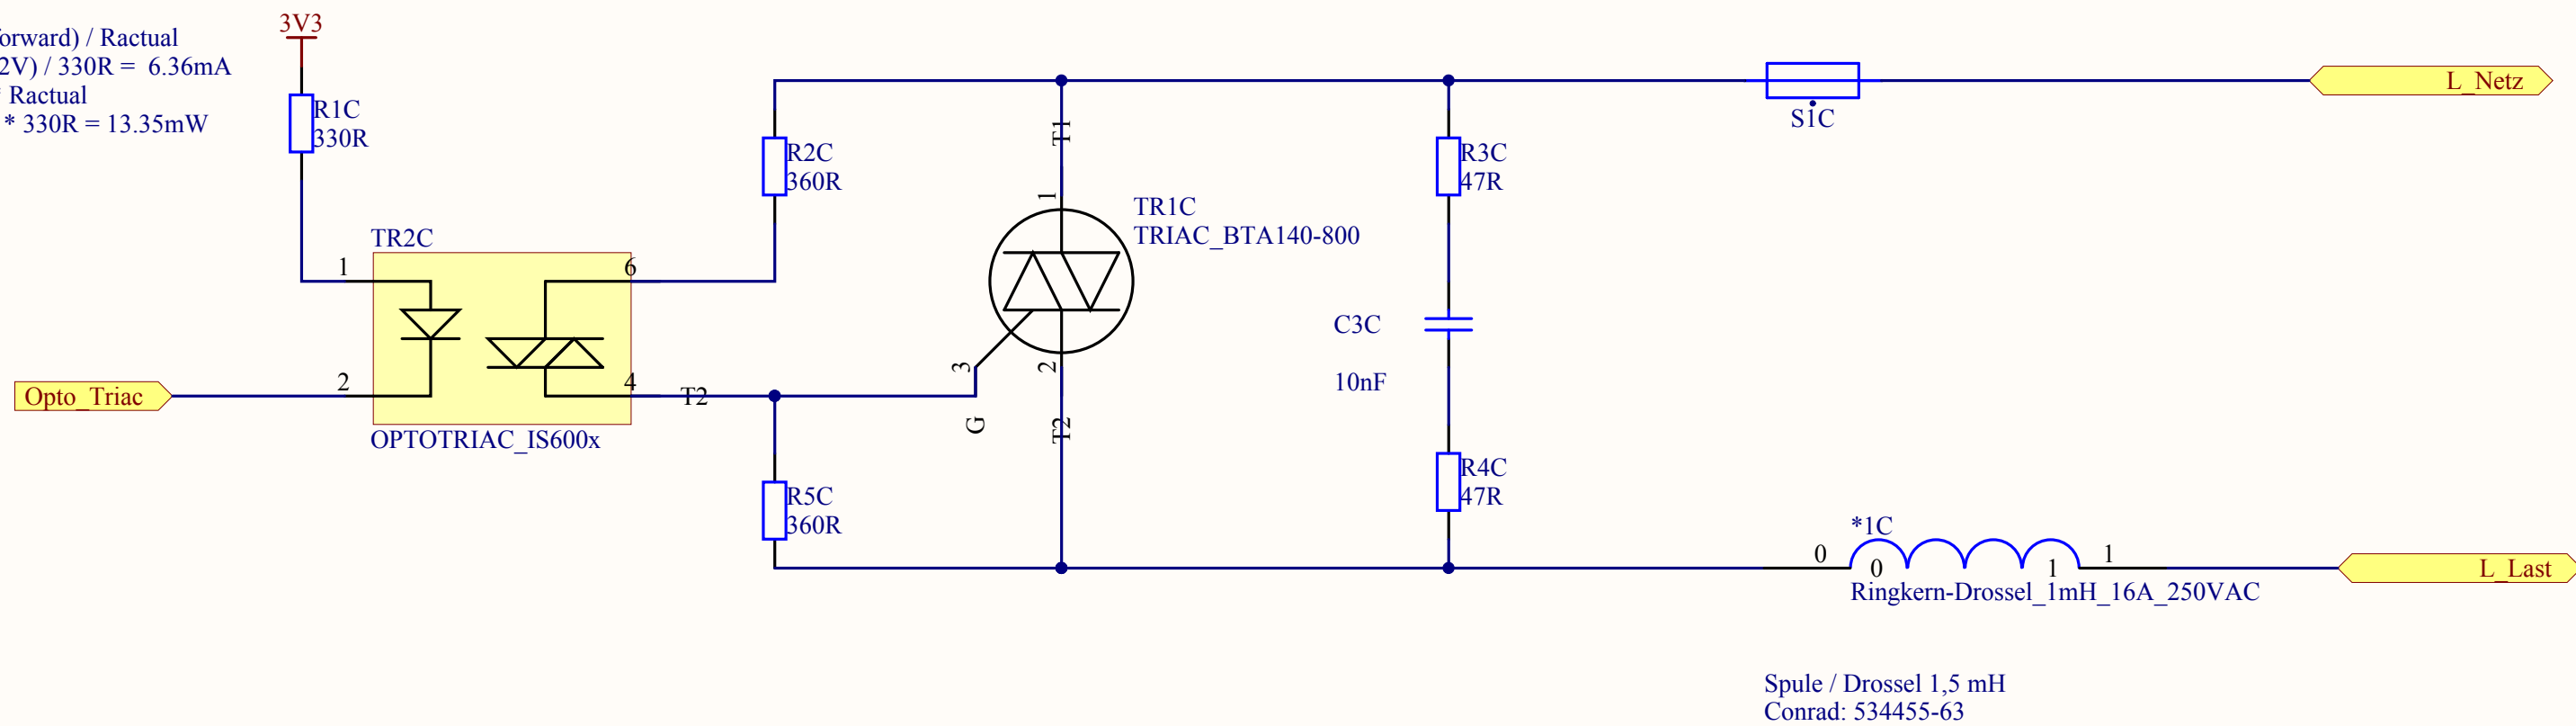 3V3
orward) / Ractual
2V) / 330R =  6.36mA
* Ractual
* 330R = 13.35mW
R1C
330R
L_Netz
S1C
T1
R2C
360R
R3C
47R
1
TR1C
TRIAC_BTA140-800
TR2C
1
6
C3C
10nF
3
2
2
4
T2
Opto_Triac
G
T2
OPTOTRIAC_IS600x
R4C
47R
R5C
360R
*1C
0
0
1
1
L_Last
Ringkern-Drossel_1mH_16A_250VAC
Spule / Drossel 1,5 mH
Conrad: 534455-63